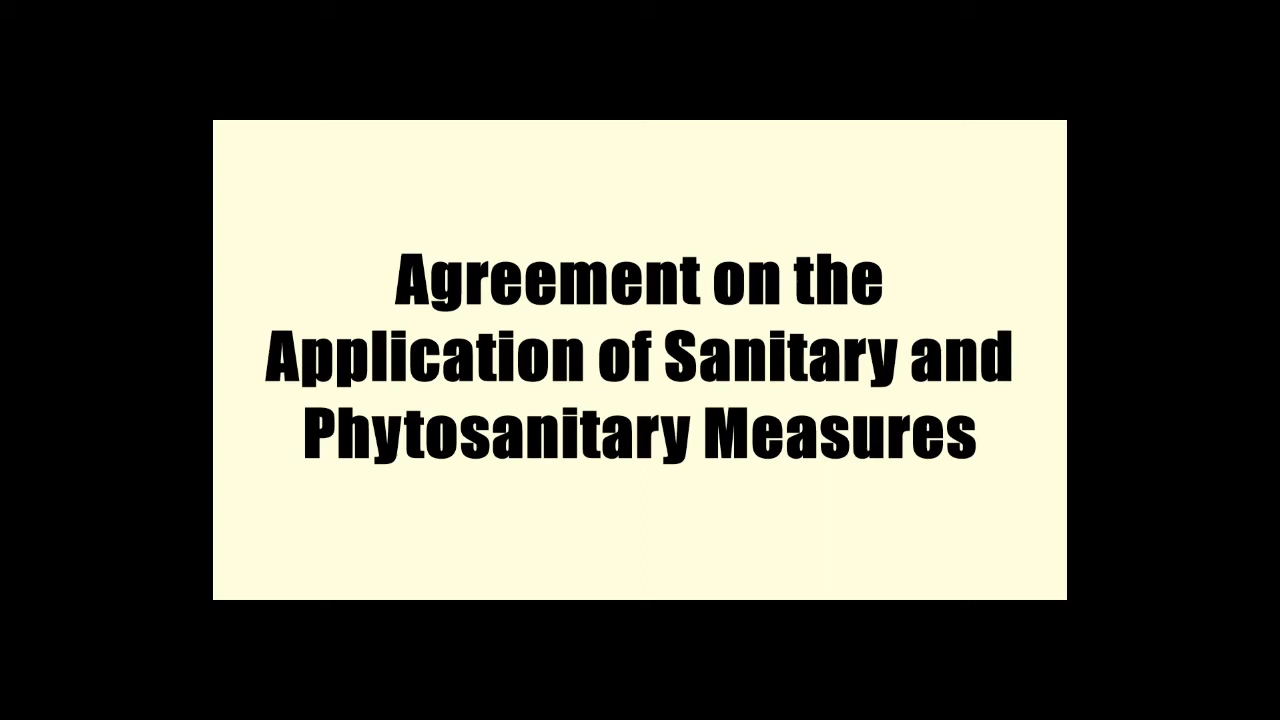 Agreement on the
Application of Sanitary and
Phytosanitary Measures